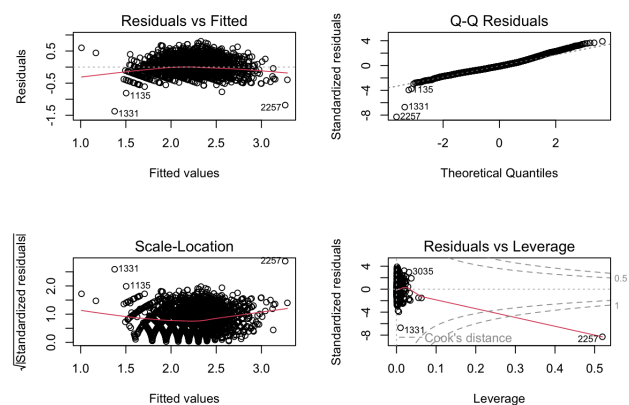 Residuals vs Fitted
Residuals
0.5
-0.5
-1.5
1135
1331
2257
1.0 1.5 2.0 2.5 3.0
Fitted values
Q-Q Residuals
Standardized residuals
4
0
-4
-8
1135
1331
2257
-2 0 2
Theoretical Quantiles
Scale-Location
√|Standardized residuals|
2.0
1.0
0.0
1331
1135
2257
1.0 1.5 2.0 2.5 3.0
Fitted values
Residuals vs Leverage
Standardized residuals
4
0
-4
-8
3035
1331
2257
0.5
1
Cook's distance
0.0 0.1 0.2 0.3 0.4 0.5
Leverage